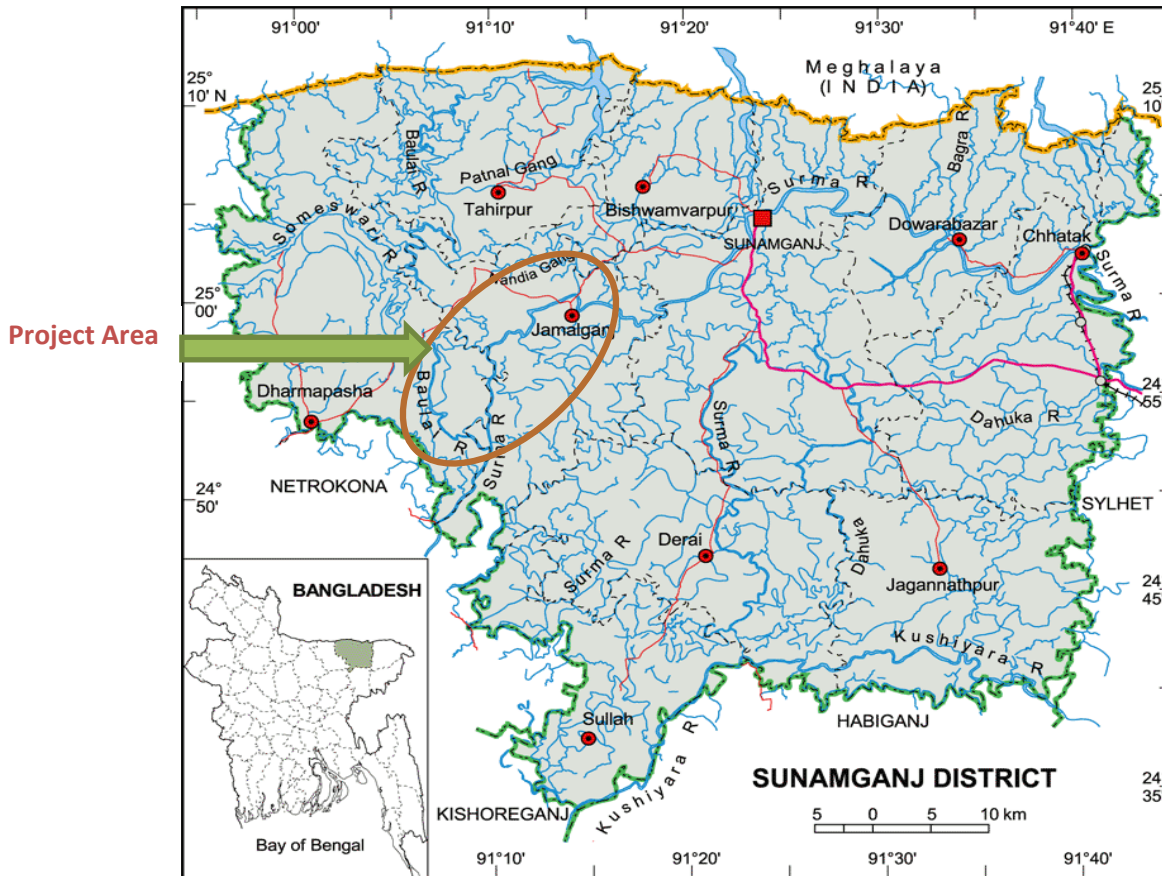 91° 00'
91° 10'
91° 20'
91° 30'
91° 40' E
Meghalaya
(I N D I A)
25°
10' N
25
10
Baulai R
Patnal Gang
Bagra R
Surma R
Tahirpur
Bishwamvarpur
Someswari R
SUNAMGANJ
Dowarabazar
Chhatak
Surma R
Gang
25°
00'
Jamalganj
Project Area
Baulai R
Dharmapasha
24
55
Surma R
Surma R
Dahuka R
NETROKONA
24°
50'
SYLHET
Derai
Dahuka
Surma R
Jagannathpur
24
45
BANGLADESH
Kushiyara R
Sullah
HABIGANJ
SUNAMGANJ DISTRICT
24
35
Kushiyara R
KISHOREGANJ
5 0 5 10 km
Bay of Bengal
91° 10'
91° 20'
91° 30'
91° 40'